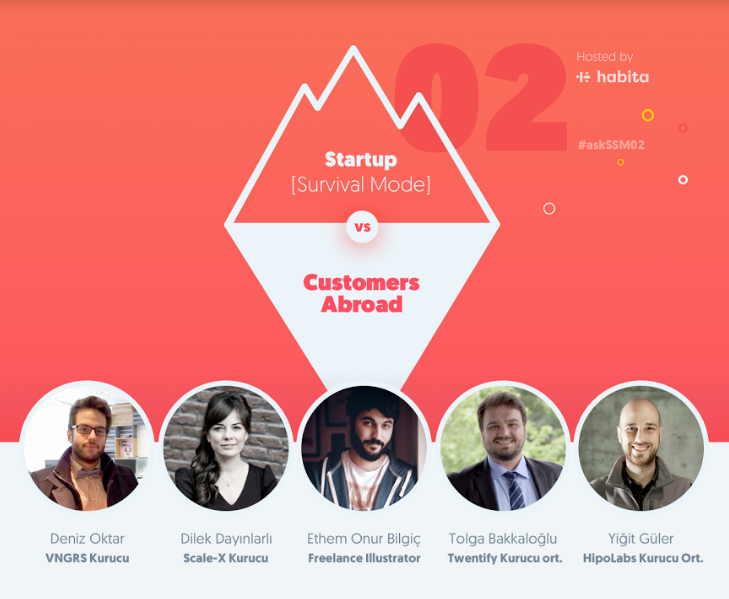 02
Hosted by
habita
#askSSM02
Startup
[Survival Mode]
vs
Customers
Abroad
Deniz Oktar
VNGRS Kurucu
Dilek Dayınlarlı
Scale-X Kurucu
Ethem Onur Bilgiç
Freelance Illustrator
Tolga Bakkaloğlu
Twentify Kurucu ort.
Yiğit Güler
HipoLabs Kurucu Ort.